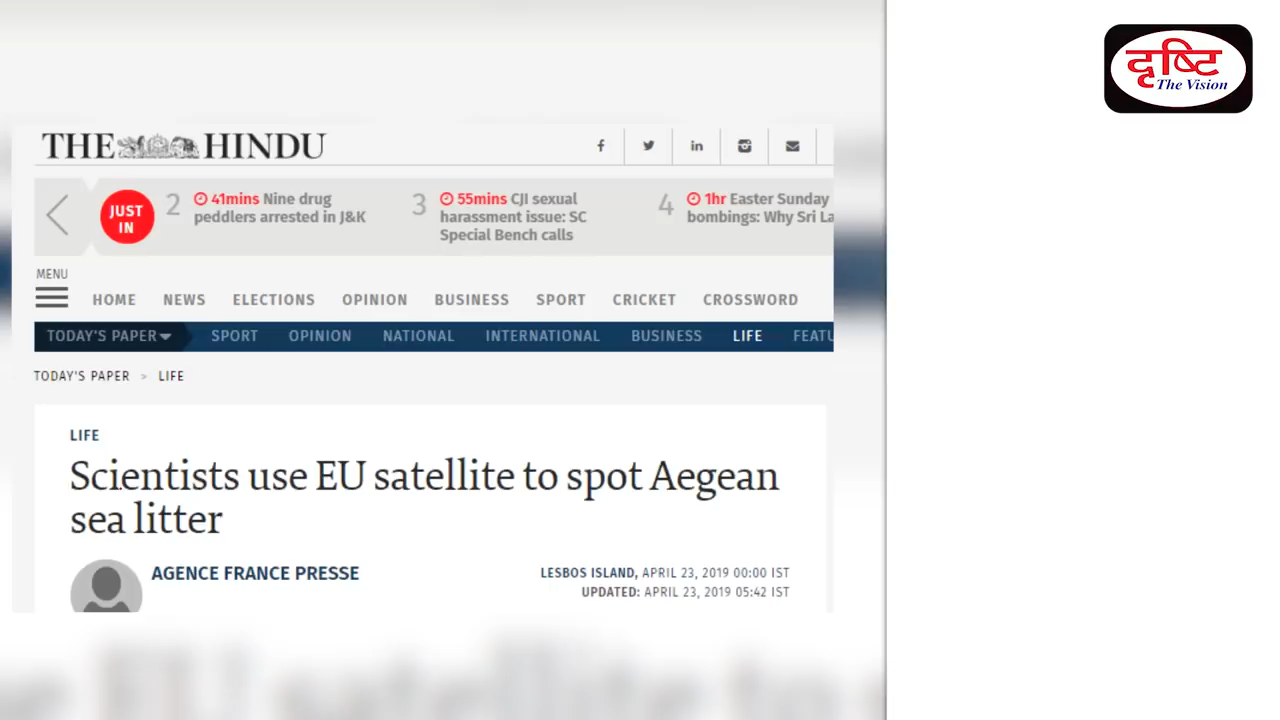 दृष्टि
The Vision
THE HINDU
JUST IN
2 41mins Nine drug
peddlers arrested in J&K
3 55mins CJI sexual
harassment issue: SC
Special Bench calls
4 1hr Easter Sunday
bombings: Why Sri La
MENU
HOME NEWS ELECTIONS OPINION BUSINESS SPORT CRICKET CROSSWORD
TODAY'S PAPER SPORT OPINION NATIONAL INTERNATIONAL BUSINESS LIFE FEATU
TODAY'S PAPER > LIFE
LIFE
Scientists use EU satellite to spot Aegean
sea litter
AGENCE FRANCE PRESSE
LESBOS ISLAND, APRIL 23, 2019 00:00 IST
UPDATED: APRIL 23, 2019 05:42 IST